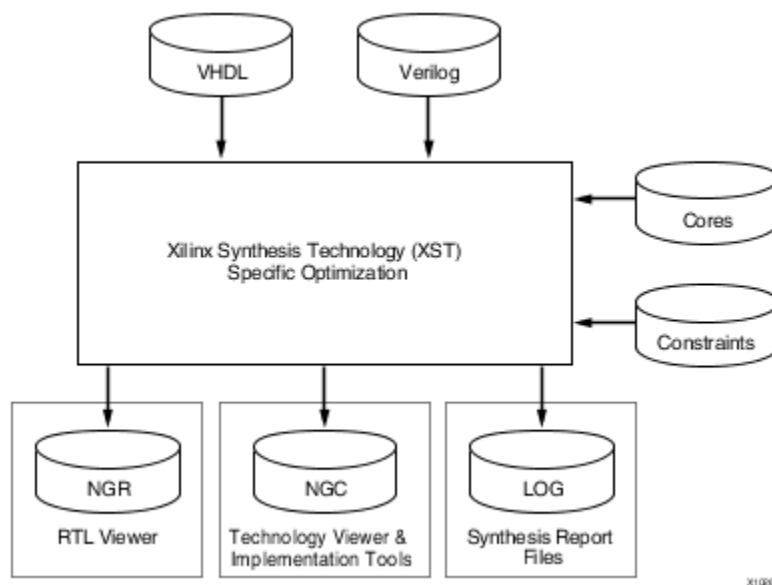 VHDL
Verilog
Xilinx Synthesis Technology (XST)
Specific Optimization
Cores
Constraints
NGR
NGC
LOG
RTL Viewer
Technology Viewer &
Implementation Tools
Synthesis Report
Files